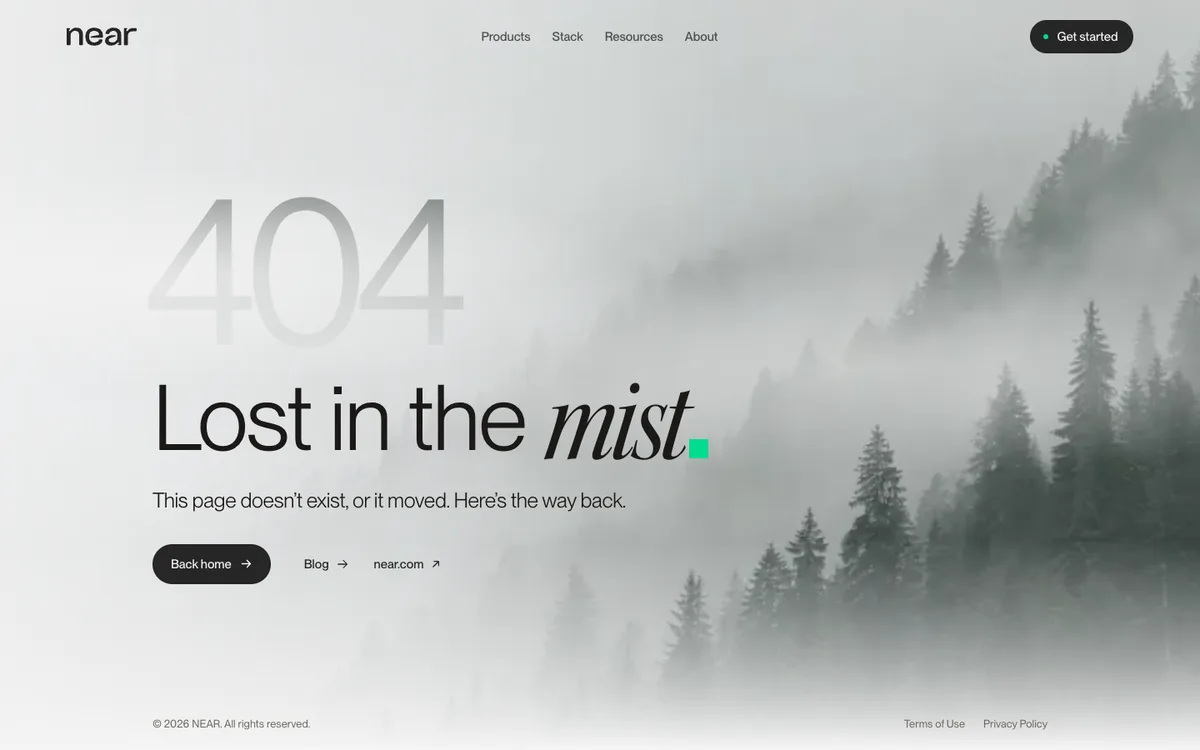 near
Products
Stack
Resources
About
Get started
404
Lost in the mist.
This page doesn’t exist, or it moved. Here’s the way back.
Back home →
Blog →
near.com ↗
© 2026 NEAR. All rights reserved.
Terms of Use
Privacy Policy